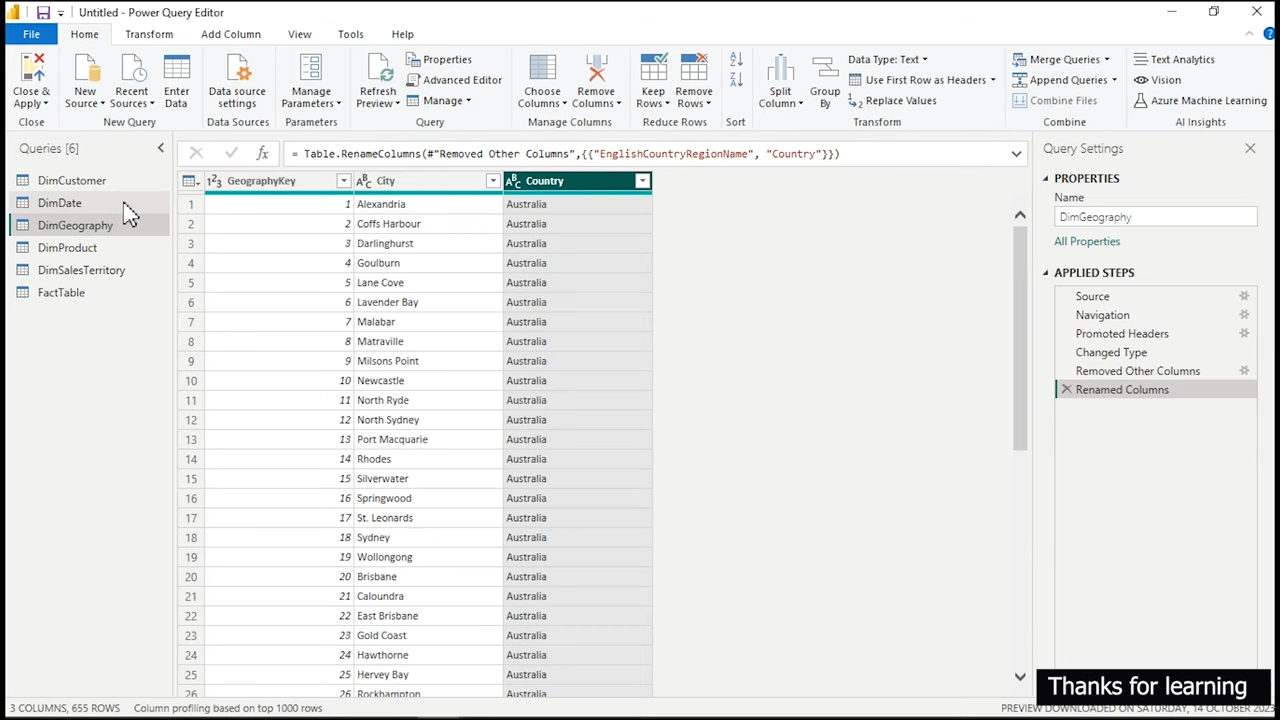 Untitled - Power Query Editor
File Home Transform Add Column View Tools Help
Close & Apply
New Source
Recent Sources
Enter Data
Data source settings
Manage Parameters
Refresh Preview
Properties
Advanced Editor
Manage
Choose Columns
Remove Columns
Keep Rows
Remove Rows
Split Column
Group By
Data Type: Text
Use First Row as Headers
Replace Values
Merge Queries
Append Queries
Combine Files
Text Analytics
Vision
Azure Machine Learning
Close New Query Data Sources Parameters Query Manage Columns Reduce Rows Sort Transform Combine AI Insights
Queries [6]
DimCustomer
DimDate
DimGeography
DimProduct
DimSalesTerritory
FactTable
fx = Table.RenameColumns(#"Removed Other Columns",{{"EnglishCountryRegionName", "Country"}})
123 GeographyKey ABC City ABC Country
1 1 Alexandria Australia
2 2 Coffs Harbour Australia
3 3 Darlinghurst Australia
4 4 Goulburn Australia
5 5 Lane Cove Australia
6 6 Lavender Bay Australia
7 7 Malabar Australia
8 8 Matraville Australia
9 9 Milsons Point Australia
10 10 Newcastle Australia
11 11 North Ryde Australia
12 12 North Sydney Australia
13 13 Port Macquarie Australia
14 14 Rhodes Australia
15 15 Silverwater Australia
16 16 Springwood Australia
17 17 St. Leonards Australia
18 18 Sydney Australia
19 19 Wollongong Australia
20 20 Brisbane Australia
21 21 Caloundra Australia
22 22 East Brisbane Australia
23 23 Gold Coast Australia
24 24 Hawthorne Australia
25 25 Hervey Bay Australia
26 26 Rockhampton Australia
Query Settings
PROPERTIES
Name
DimGeography
All Properties
APPLIED STEPS
Source
Navigation
Promoted Headers
Changed Type
Removed Other Columns
Renamed Columns
Thanks for learning
3 COLUMNS, 655 ROWS Column profiling based on top 1000 rows PREVIEW DOWNLOADED ON SATURDAY, 14 OCTOBER 2023